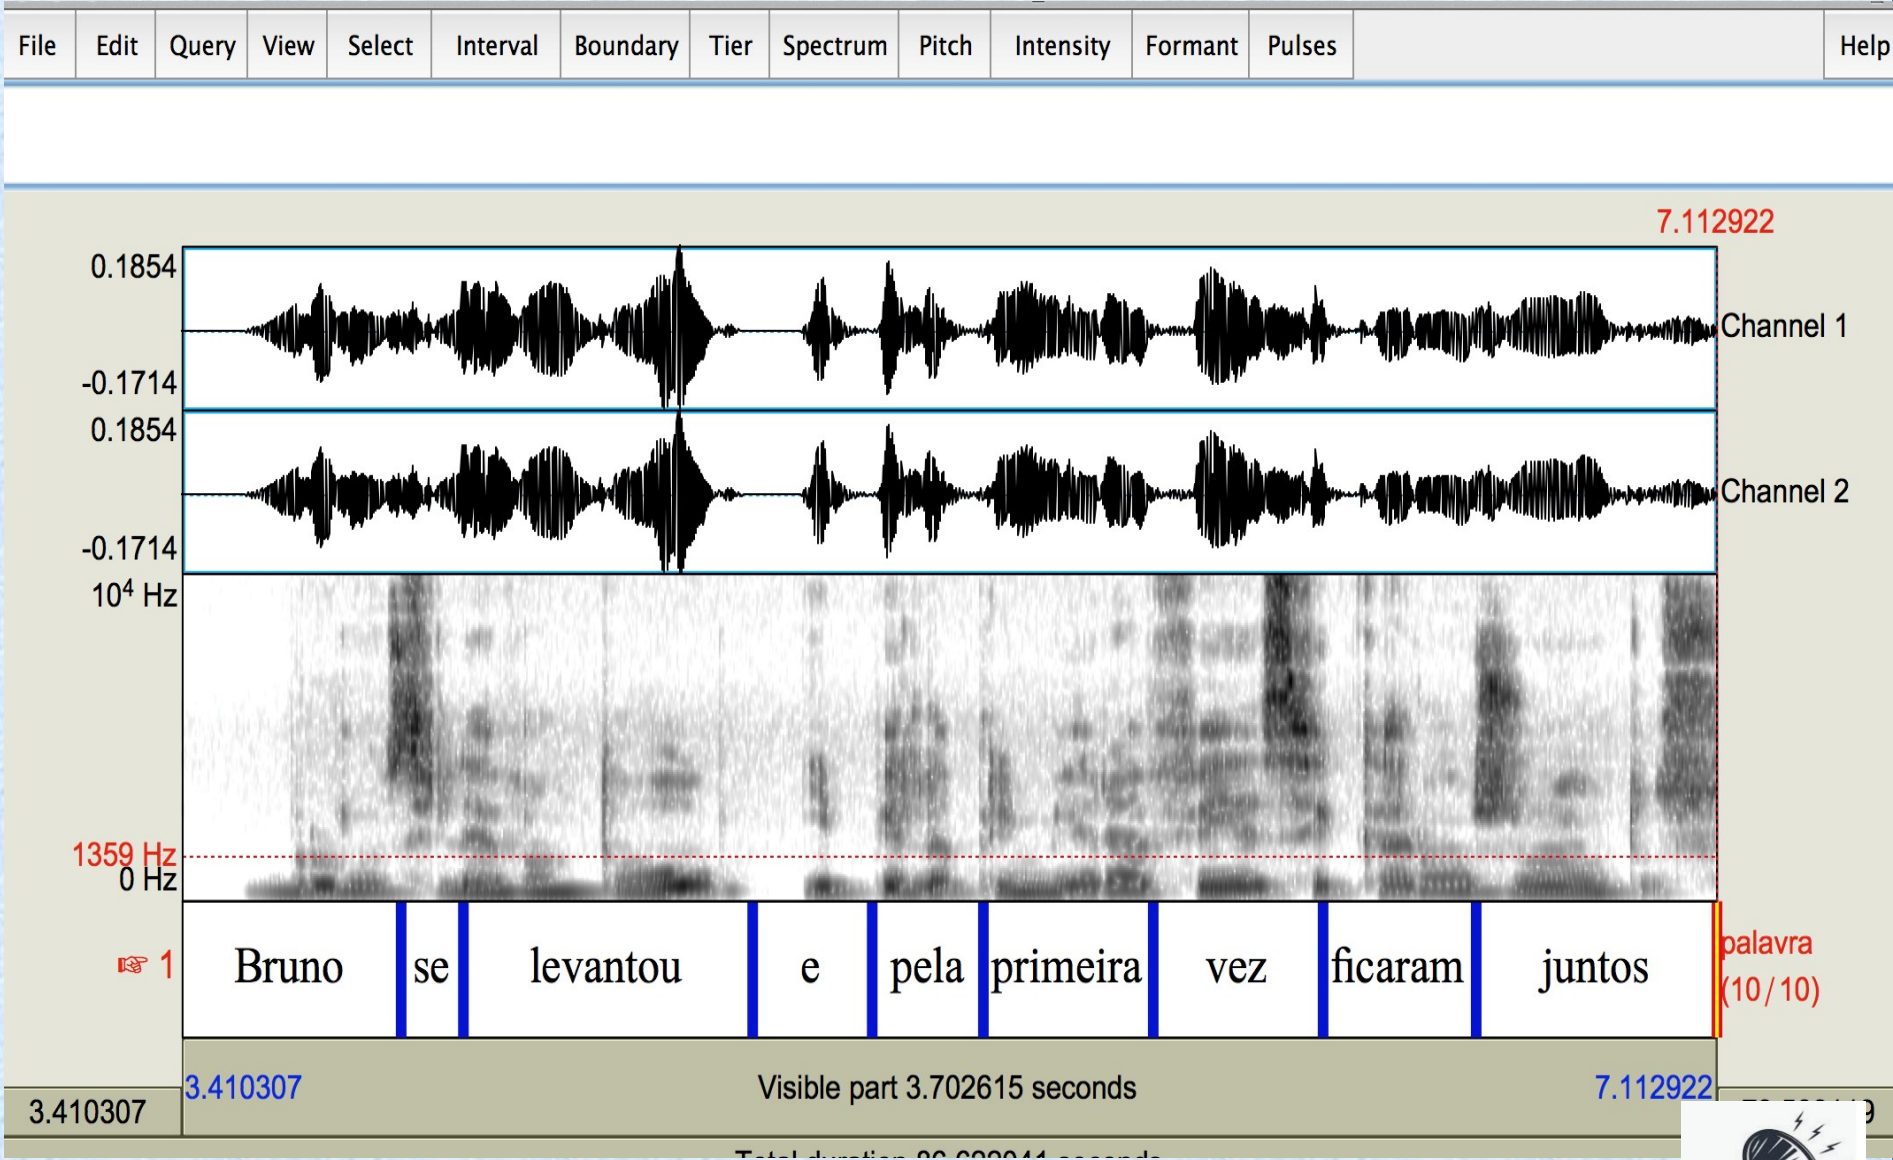 File Edit Query View Select Interval Boundary Tier Spectrum Pitch Intensity Formant Pulses Help
7.112922
0.1854
Channel 1
-0.1714
0.1854
Channel 2
-0.1714
10⁴ Hz
1359 Hz
0 Hz
☞ 1 Bruno se levantou e pela primeira vez ficaram juntos palavra
(10/10)
3.410307 Visible part 3.702615 seconds 7.112922
3.410307
Total duration seconds